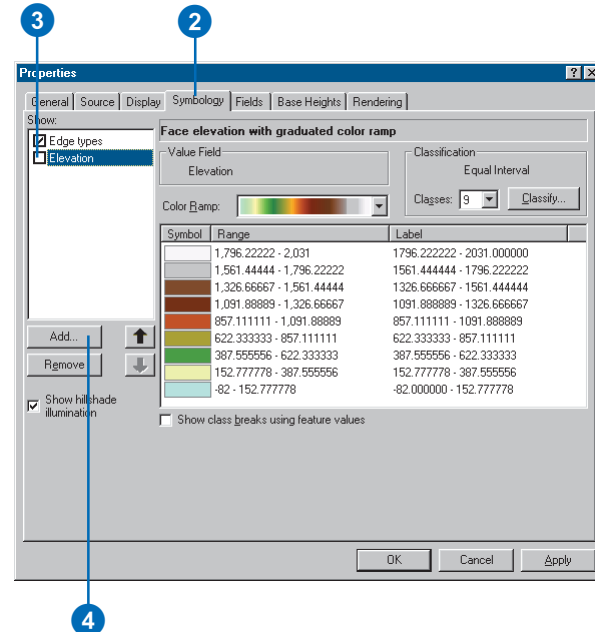 3
2
Properties
General Source Display Symbology Fields Base Heights Rendering
Show:
Edge types
Elevation
Face elevation with graduated color ramp
Value Field
Elevation
Classification
Equal Interval
Color Ramp:
Classes: 9 Classify...
Symbol Range Label
1,796.22222 - 2,031 1796.222222 - 2031.000000
1,561.44444 - 1,796.22222 1561.444444 - 1796.222222
1,326.66667 - 1,561.44444 1326.666667 - 1561.444444
1,091.88889 - 1,326.66667 1091.888889 - 1326.666667
857.111111 - 1,091.88889 857.111111 - 1091.888889
622.333333 - 857.111111 622.333333 - 857.111111
387.555556 - 622.333333 387.555556 - 622.333333
152.777778 - 387.555556 152.777778 - 387.555556
-82 - 152.777778 -82.000000 - 152.777778
Add...
Remove
Show hillshade
illumination
Show class breaks using feature values
OK Cancel Apply
4